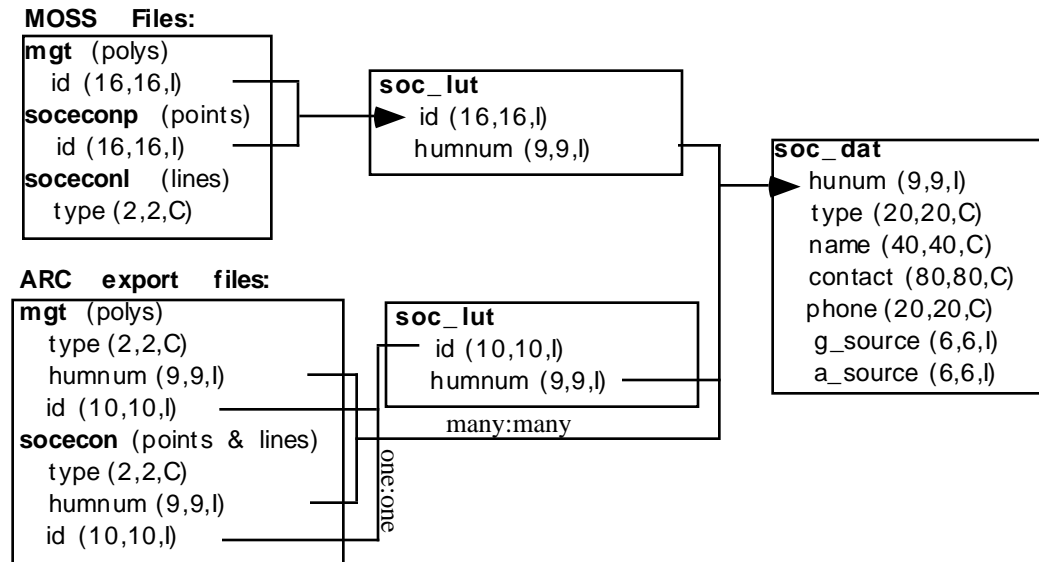 MOSS Files:
mgt (polys)
id (16,16,I)
soceconp (points)
id (16,16,I)
soceconl (lines)
type (2,2,C)
soc_lut
id (16,16,I)
humnum (9,9,I)
soc_dat
hunum (9,9,I)
type (20,20,C)
name (40,40,C)
contact (80,80,C)
phone (20,20,C)
g_source (6,6,I)
a_source (6,6,I)
ARC export files:
mgt (polys)
type (2,2,C)
humnum (9,9,I)
id (10,10,I)
socecon (points & lines)
type (2,2,C)
humnum (9,9,I)
id (10,10,I)
soc_lut
id (10,10,I)
humnum (9,9,I)
many:many
one:one